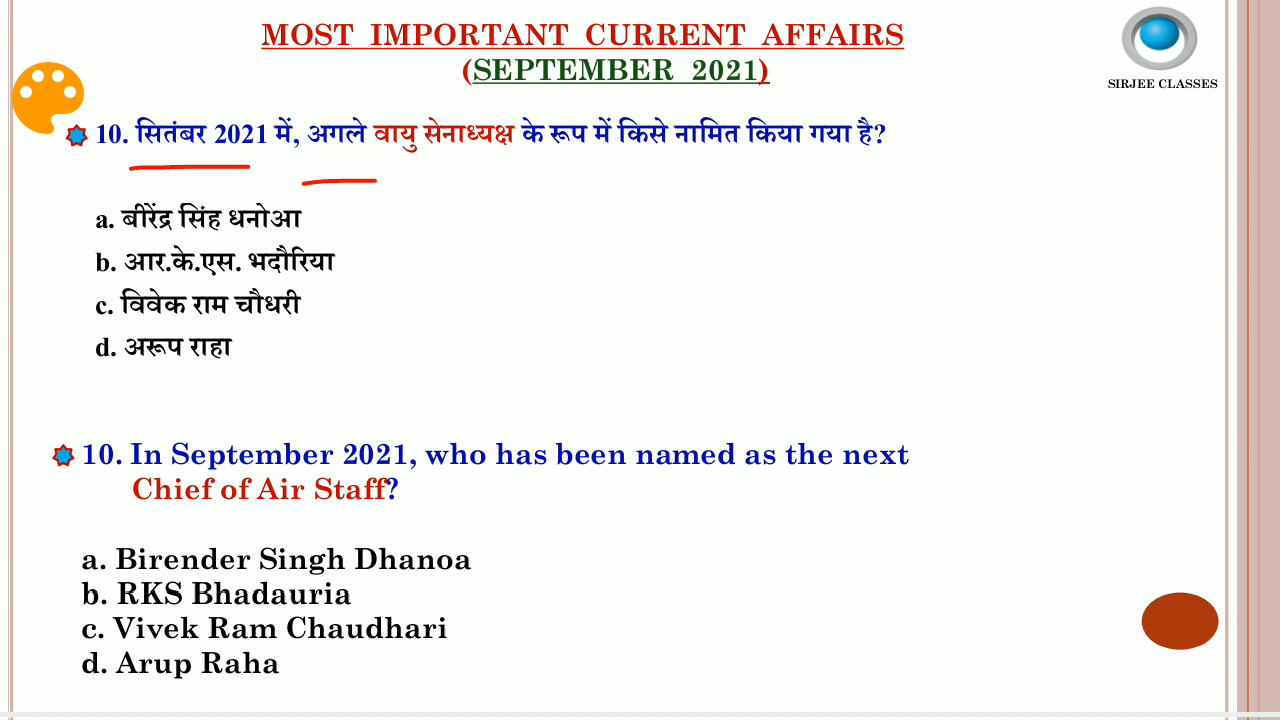 MOST IMPORTANT CURRENT AFFAIRS
(SEPTEMBER 2021)
SIRJEE CLASSES
10. सितंबर 2021 में, अगले वायु सेनाध्यक्ष के रूप में किसे नामित किया गया है?
a. बीरेंद्र सिंह धनोआ
b. आर.के.एस. भदौरिया
c. विवेक राम चौधरी
d. अरूप राहा
10. In September 2021, who has been named as the next
Chief of Air Staff?
a. Birender Singh Dhanoa
b. RKS Bhadauria
c. Vivek Ram Chaudhari
d. Arup Raha